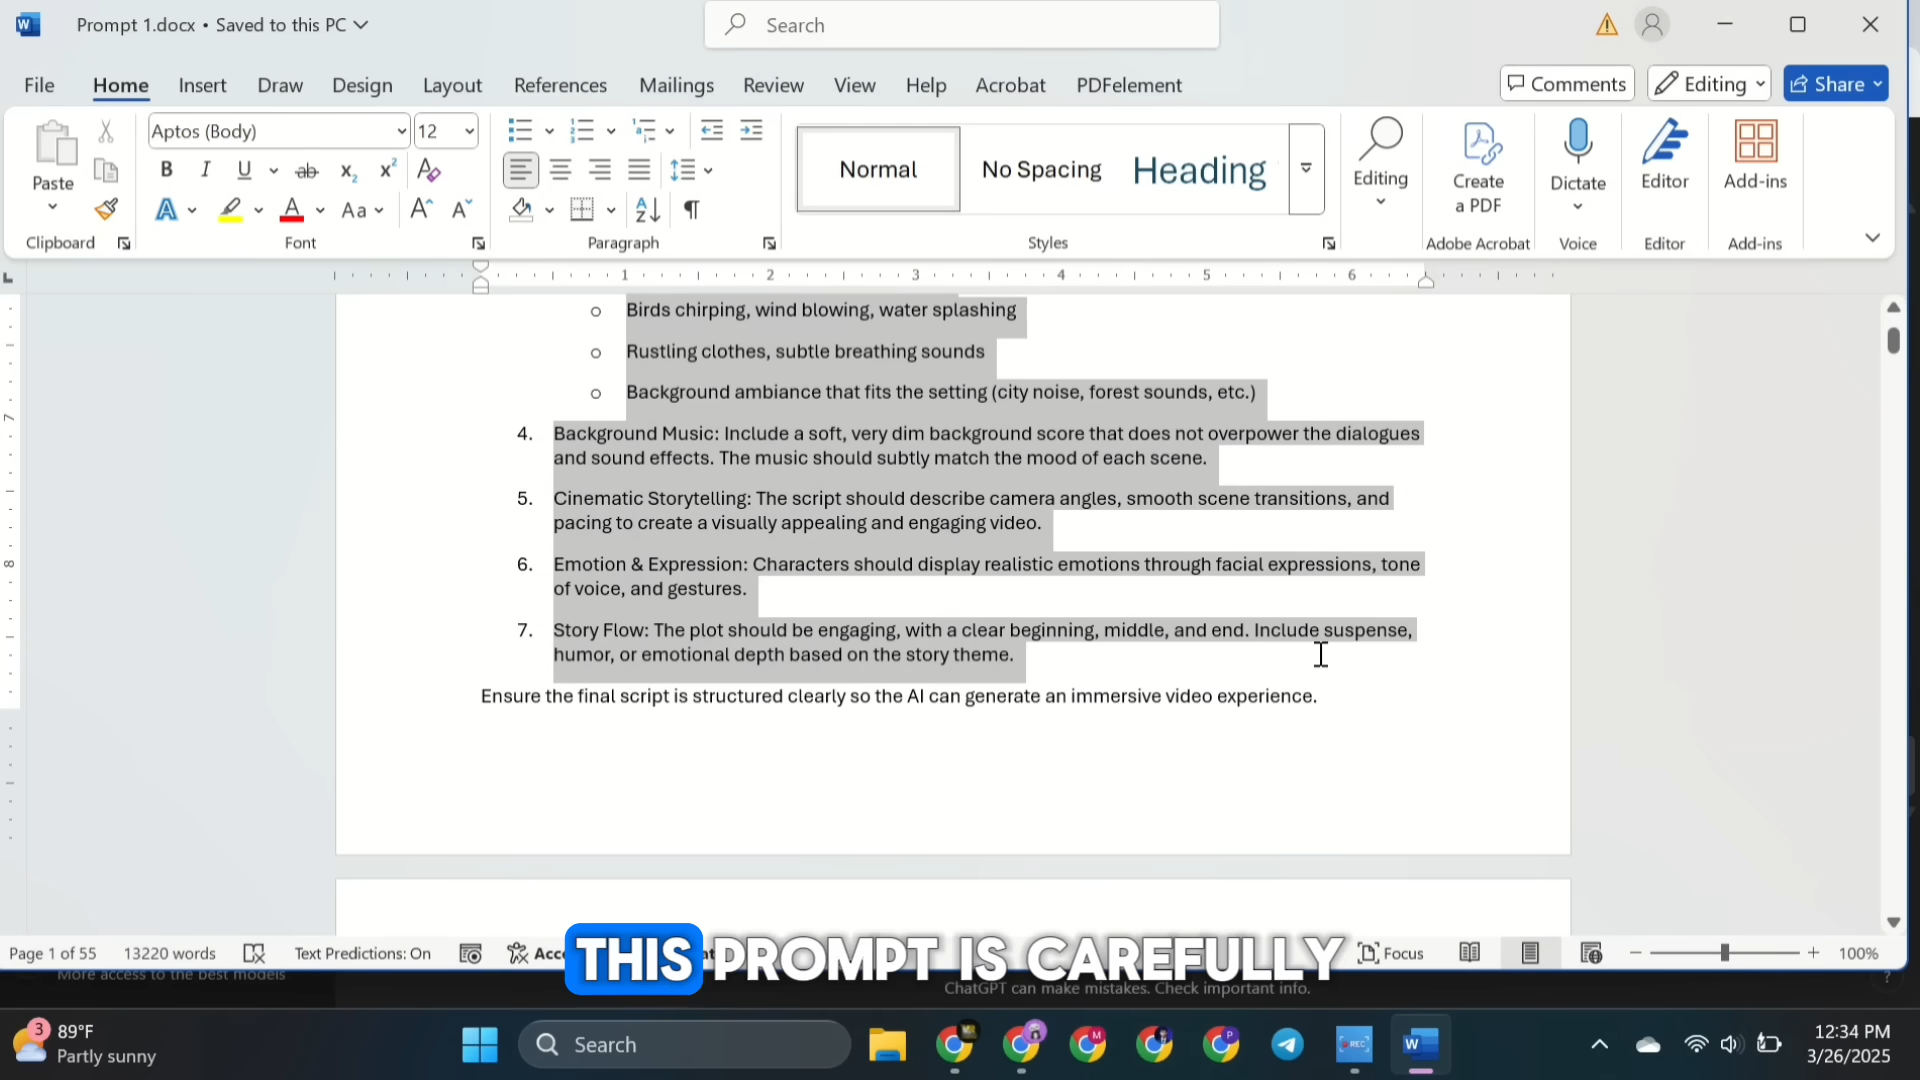 Prompt 1.docx • Saved to this PC
Search
File Home Insert Draw Design Layout References Mailings Review View Help Acrobat PDFelement
Comments Editing Share
Aptos (Body) 12
Paste
Normal No Spacing Heading
Editing
Create a PDF
Dictate
Editor
Add-ins
Clipboard Font Paragraph Styles Adobe Acrobat Voice Editor Add-ins
1 2 3 4 5 6
o Birds chirping, wind blowing, water splashing
o Rustling clothes, subtle breathing sounds
o Background ambiance that fits the setting (city noise, forest sounds, etc.)
4. Background Music: Include a soft, very dim background score that does not overpower the dialogues
and sound effects. The music should subtly match the mood of each scene.
5. Cinematic Storytelling: The script should describe camera angles, smooth scene transitions, and
pacing to create a visually appealing and engaging video.
6. Emotion & Expression: Characters should display realistic emotions through facial expressions, tone
of voice, and gestures.
7. Story Flow: The plot should be engaging, with a clear beginning, middle, and end. Include suspense,
humor, or emotional depth based on the story theme.
Ensure the final script is structured clearly so the AI can generate an immersive video experience.
THIS PROMPT IS CAREFULLY
Page 1 of 55 13220 words Text Predictions: On Focus 100%
More access to the best models
ChatGPT can make mistakes. Check important info.
3 89°F
Partly sunny
Search
12:34 PM
3/26/2025